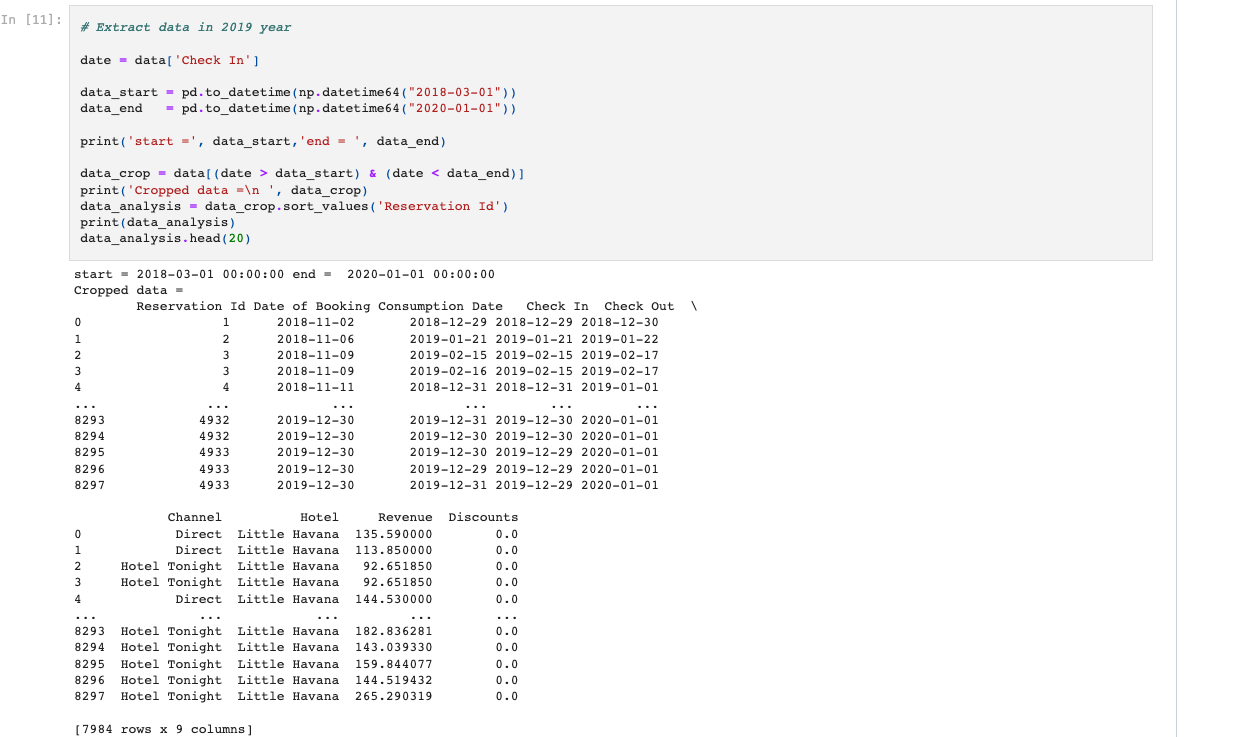 In [11]:
# Extract data in 2019 year
date = data['Check In']
data_start = pd.to_datetime(np.datetime64("2018-03-01"))
data_end   = pd.to_datetime(np.datetime64("2020-01-01"))
print('start =', data_start,'end = ', data_end)
data_crop = data[(date > data_start) & (date < data_end)]
print('Cropped data =\n ', data_crop)
data_analysis = data_crop.sort_values('Reservation Id')
print(data_analysis)
data_analysis.head(20)
start = 2018-03-01 00:00:00 end =  2020-01-01 00:00:00
Cropped data =
        Reservation Id Date of Booking Consumption Date   Check In  Check Out  \
0                  1      2018-11-02       2018-12-29 2018-12-29 2018-12-30
1                  2      2018-11-06       2019-01-21 2019-01-21 2019-01-22
2                  3      2018-11-09       2019-02-15 2019-02-15 2019-02-17
3                  3      2018-11-09       2019-02-16 2019-02-15 2019-02-17
4                  4      2018-11-11       2018-12-31 2018-12-31 2019-01-01
...              ...             ...              ...        ...        ...
8293            4932      2019-12-30       2019-12-31 2019-12-30 2020-01-01
8294            4932      2019-12-30       2019-12-30 2019-12-30 2020-01-01
8295            4933      2019-12-30       2019-12-30 2019-12-29 2020-01-01
8296            4933      2019-12-30       2019-12-29 2019-12-29 2020-01-01
8297            4933      2019-12-30       2019-12-31 2019-12-29 2020-01-01
            Channel          Hotel     Revenue  Discounts
0            Direct  Little Havana  135.590000        0.0
1            Direct  Little Havana  113.850000        0.0
2     Hotel Tonight  Little Havana   92.651850        0.0
3     Hotel Tonight  Little Havana   92.651850        0.0
4            Direct  Little Havana  144.530000        0.0
...             ...            ...         ...        ...
8293  Hotel Tonight  Little Havana  182.836281        0.0
8294  Hotel Tonight  Little Havana  143.039330        0.0
8295  Hotel Tonight  Little Havana  159.844077        0.0
8296  Hotel Tonight  Little Havana  144.519432        0.0
8297  Hotel Tonight  Little Havana  265.290319        0.0
[7984 rows x 9 columns]